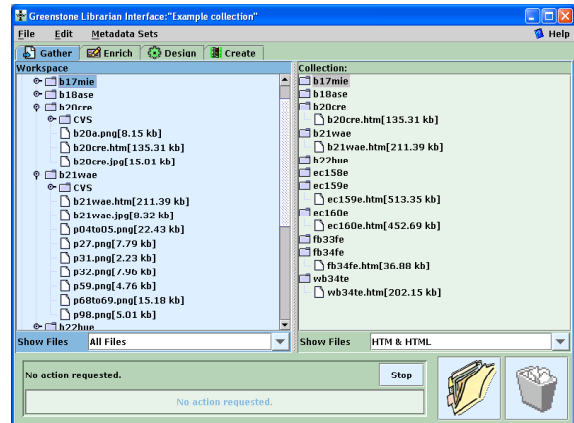 Greenstone Librarian Interface:"Example collection"
File Edit Metadata Sets Help
Gather Enrich Design Create
Workspace
b17mie
b18ase
b20cre
CVS
b20a.png[8.15 kb]
b20cre.htm[135.31 kb]
b20cre.jpg[15.01 kb]
b21wae
CVS
b21wae.htm[211.39 kb]
b21wae.jpg[8.32 kb]
p04to05.png[22.43 kb]
p27.png[7.79 kb]
p31.png[2.23 kb]
p32.png[7.96 kb]
p59.png[4.76 kb]
p68to69.png[15.18 kb]
p98.png[5.01 kb]
b22hue
Show Files All Files
Collection:
b17mie
b18ase
b20cre
b20cre.htm[135.31 kb]
b21wae
b21wae.htm[211.39 kb]
b22hue
ec158e
ec159e
ec159e.htm[513.35 kb]
ec160e
ec160e.htm[452.69 kb]
fb33fe
fb34fe
fb34fe.htm[36.88 kb]
wb34te
wb34te.htm[202.15 kb]
Show Files HTM & HTML
No action requested.
Stop
No action requested.